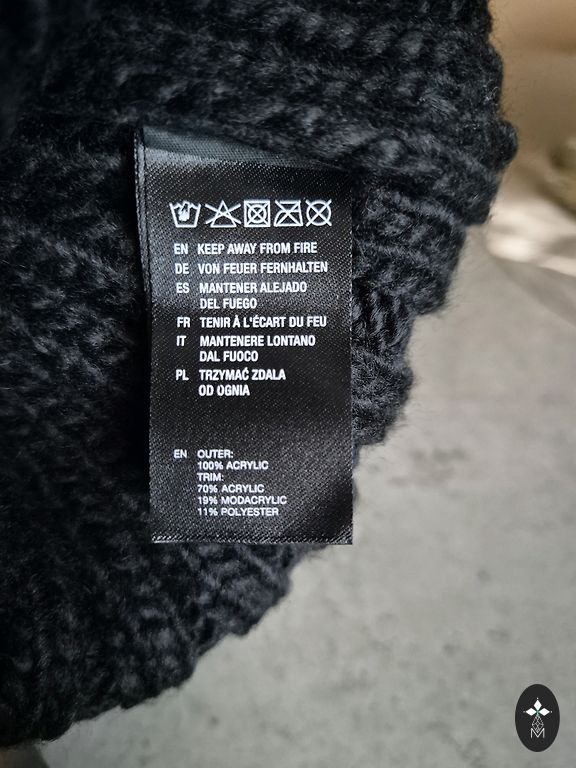 EN KEEP AWAY FROM FIRE
DE VON FEUER FERNHALTEN
ES MANTENER ALEJADO
DEL FUEGO
FR TENIR À L'ÉCART DU FEU
IT MANTENERE LONTANO
DAL FUOCO
PL TRZYMAĆ ZDALA
OD OGNIA
EN OUTER:
100% ACRYLIC
TRIM:
70% ACRYLIC
19% MODACRYLIC
11% POLYESTER
M